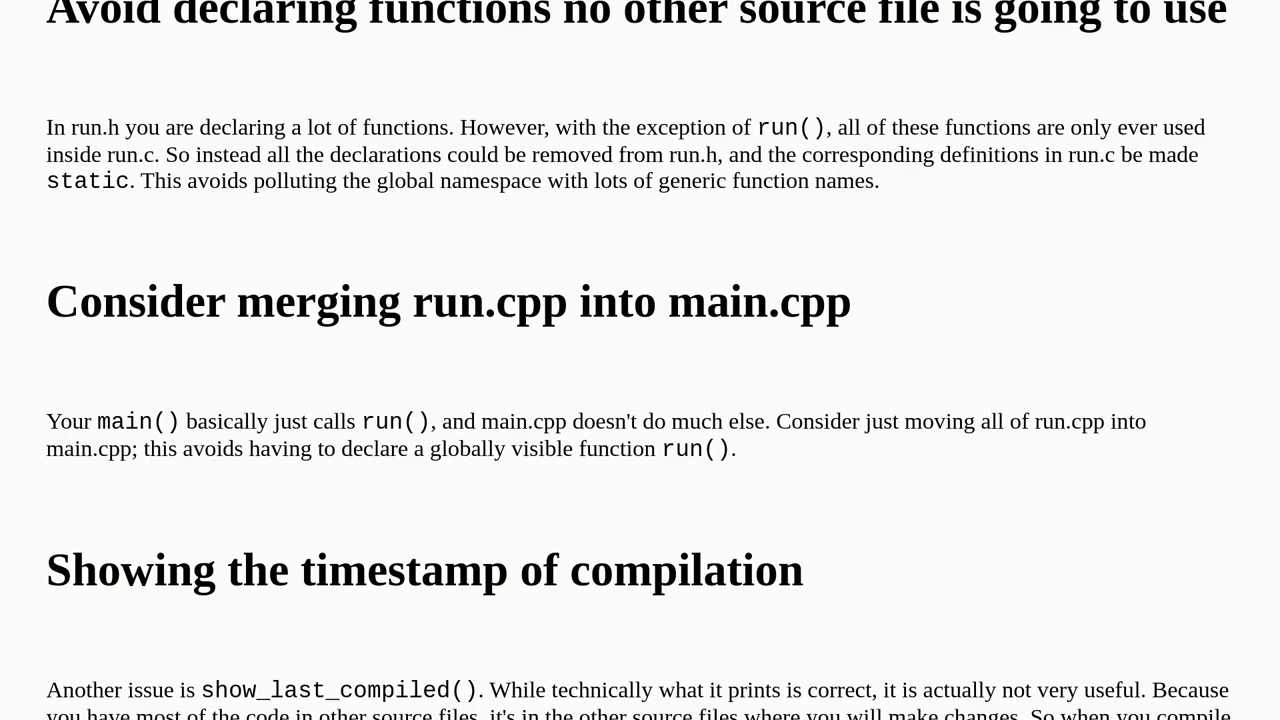 Avoid declaring functions no other source file is going to use
In run.h you are declaring a lot of functions. However, with the exception of run(), all of these functions are only ever used
inside run.c. So instead all the declarations could be removed from run.h, and the corresponding definitions in run.c be made
static. This avoids polluting the global namespace with lots of generic function names.
Consider merging run.cpp into main.cpp
Your main() basically just calls run(), and main.cpp doesn't do much else. Consider just moving all of run.cpp into
main.cpp; this avoids having to declare a globally visible function run().
Showing the timestamp of compilation
Another issue is show_last_compiled(). While technically what it prints is correct, it is actually not very useful. Because
you have most of the code in other source files, it's in the other source files where you will make changes. So when you compile